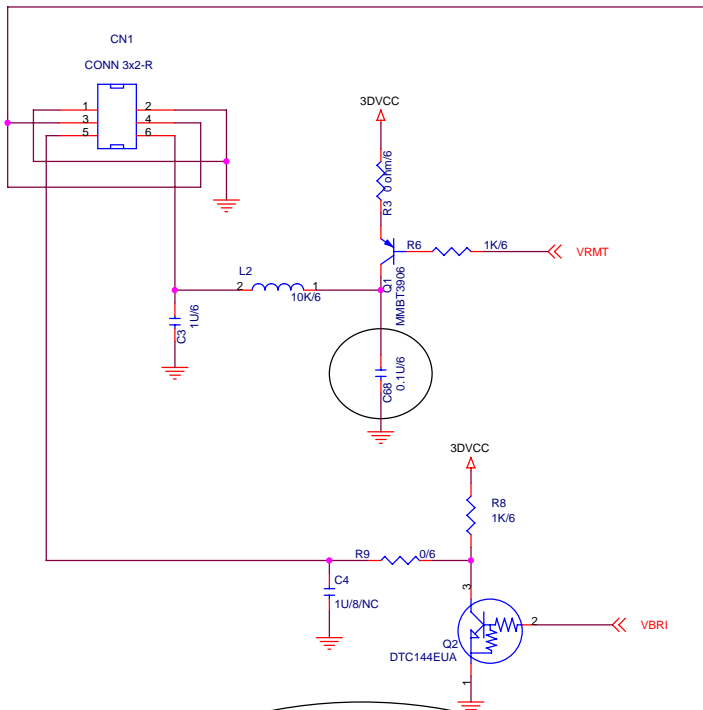 CN1
CONN 3x2-R
1
2
3
4
5
6
3DVCC
R3
0 ohm/6
R6
1K/6
VRMT
Q1
MMBT3906
L2
2
1
10K/6
C3
1U/6
C68
0.1U/6
3DVCC
R8
1K/6
R9
0/6
C4
1U/8/NC
3
Q2
DTC144EUA
2
VBRI
1